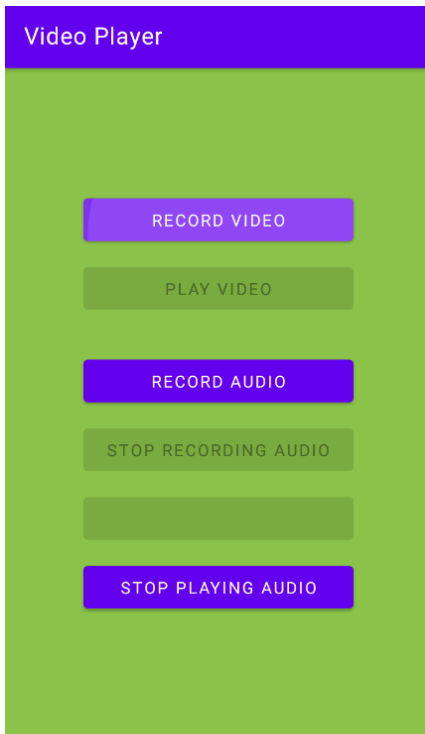 Video Player
RECORD VIDEO
PLAY VIDEO
RECORD AUDIO
STOP RECORDING AUDIO
STOP PLAYING AUDIO